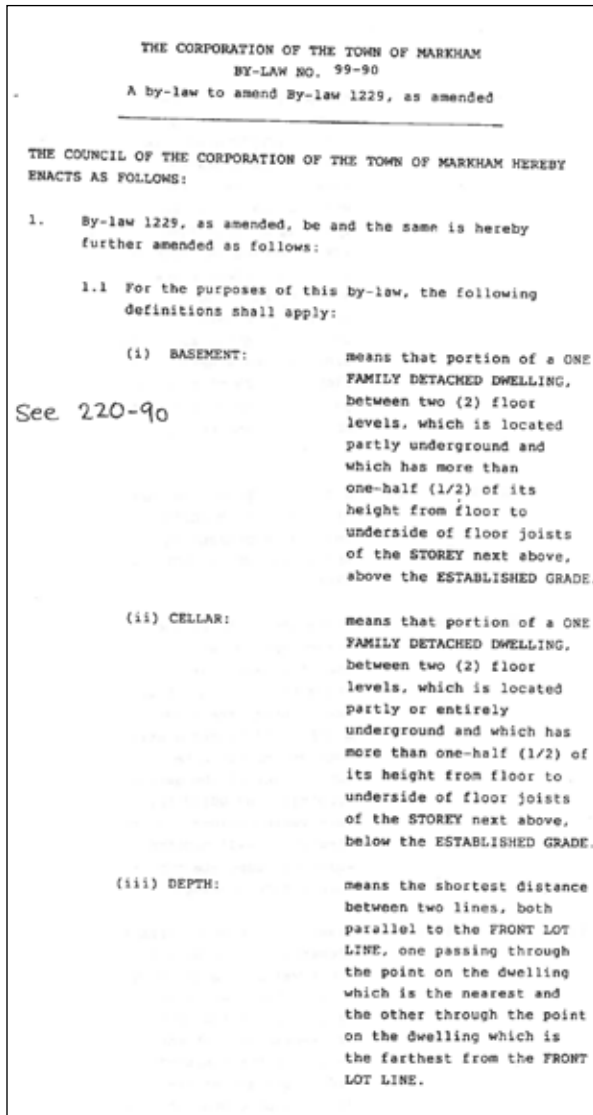 THE CORPORATION OF THE TOWN OF MARKHAM
BY-LAW NO. 99-90
A by-law to amend By-law 1229, as amended
THE COUNCIL OF THE CORPORATION OF THE TOWN OF MARKHAM HEREBY
ENACTS AS FOLLOWS:
1. By-law 1229, as amended, be and the same is hereby
further amended as follows:
1.1 For the purposes of this by-law, the following
definitions shall apply:
(i) BASEMENT: means that portion of a ONE
FAMILY DETACHED DWELLING,
between two (2) floor
levels, which is located
partly underground and
which has more than
one-half (1/2) of its
height from floor to
underside of floor joists
of the STOREY next above,
above the ESTABLISHED GRADE.
See 220-90
(ii) CELLAR: means that portion of a ONE
FAMILY DETACHED DWELLING,
between two (2) floor
levels, which is located
partly or entirely
underground and which has
more than one-half (1/2) of
its height from floor to
underside of floor joists
of the STOREY next above,
below the ESTABLISHED GRADE.
(iii) DEPTH: means the shortest distance
between two lines, both
parallel to the FRONT LOT
LINE, one passing through
the point on the dwelling
which is the nearest and
the other through the point
on the dwelling which is
the farthest from the FRONT
LOT LINE.